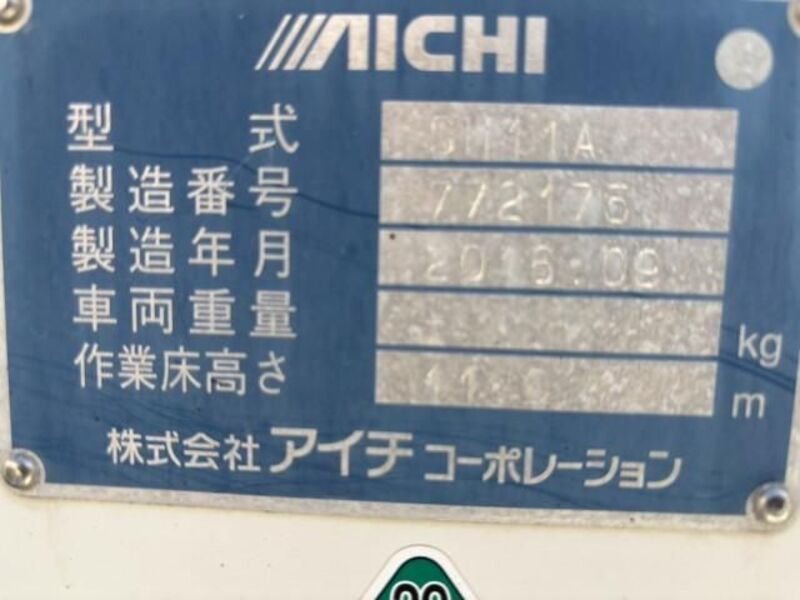 AICHI
型式 SH11A
製造番号 772176
製造年月 2016:09
車両重量 kg
作業床高さ m
株式会社アイチコーポレーション